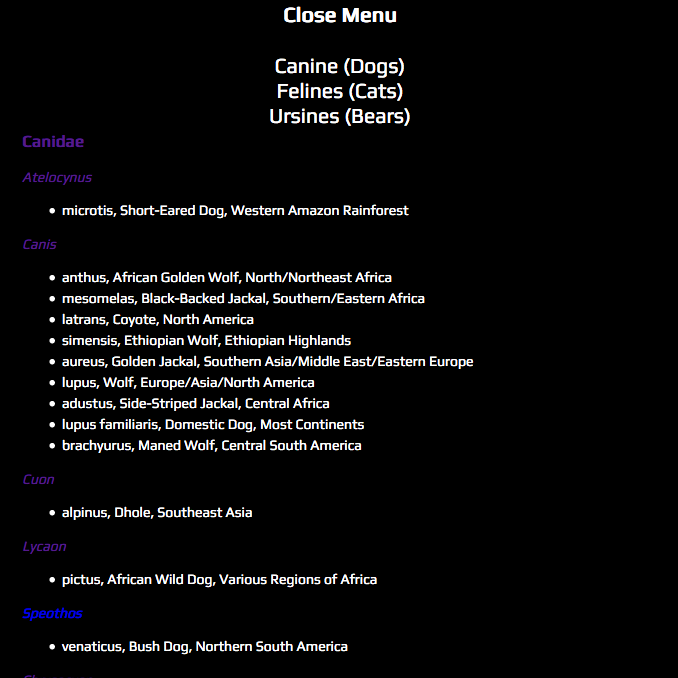 Close Menu
Canine (Dogs)
Felines (Cats)
Ursines (Bears)
Canidae
Atelocynus
microtis, Short-Eared Dog, Western Amazon Rainforest
Canis
anthus, African Golden Wolf, North/Northeast Africa
mesomelas, Black-Backed Jackal, Southern/Eastern Africa
latrans, Coyote, North America
simensis, Ethiopian Wolf, Ethiopian Highlands
aureus, Golden Jackal, Southern Asia/Middle East/Eastern Europe
lupus, Wolf, Europe/Asia/North America
adustus, Side-Striped Jackal, Central Africa
lupus familiaris, Domestic Dog, Most Continents
brachyurus, Maned Wolf, Central South America
Cuon
alpinus, Dhole, Southeast Asia
Lycaon
pictus, African Wild Dog, Various Regions of Africa
Speothos
venaticus, Bush Dog, Northern South America